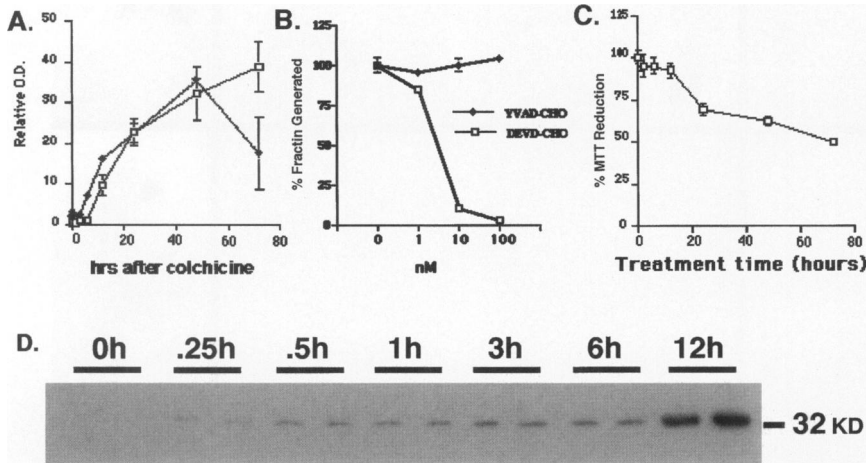 A.
Relative O.D.
50
40
30
20
10
0
0
20
40
60
80
hrs after colchicine
B.
% Fractin Generated
125
100
75
50
25
0
0
1
10
100
nM
YVAD-CHO
DEVD-CHO
C.
% MTT Reduction
125
100
75
50
25
0
0
20
40
60
80
Treatment time (hours)
D.
0h .25h .5h 1h 3h 6h 12h
32 KD